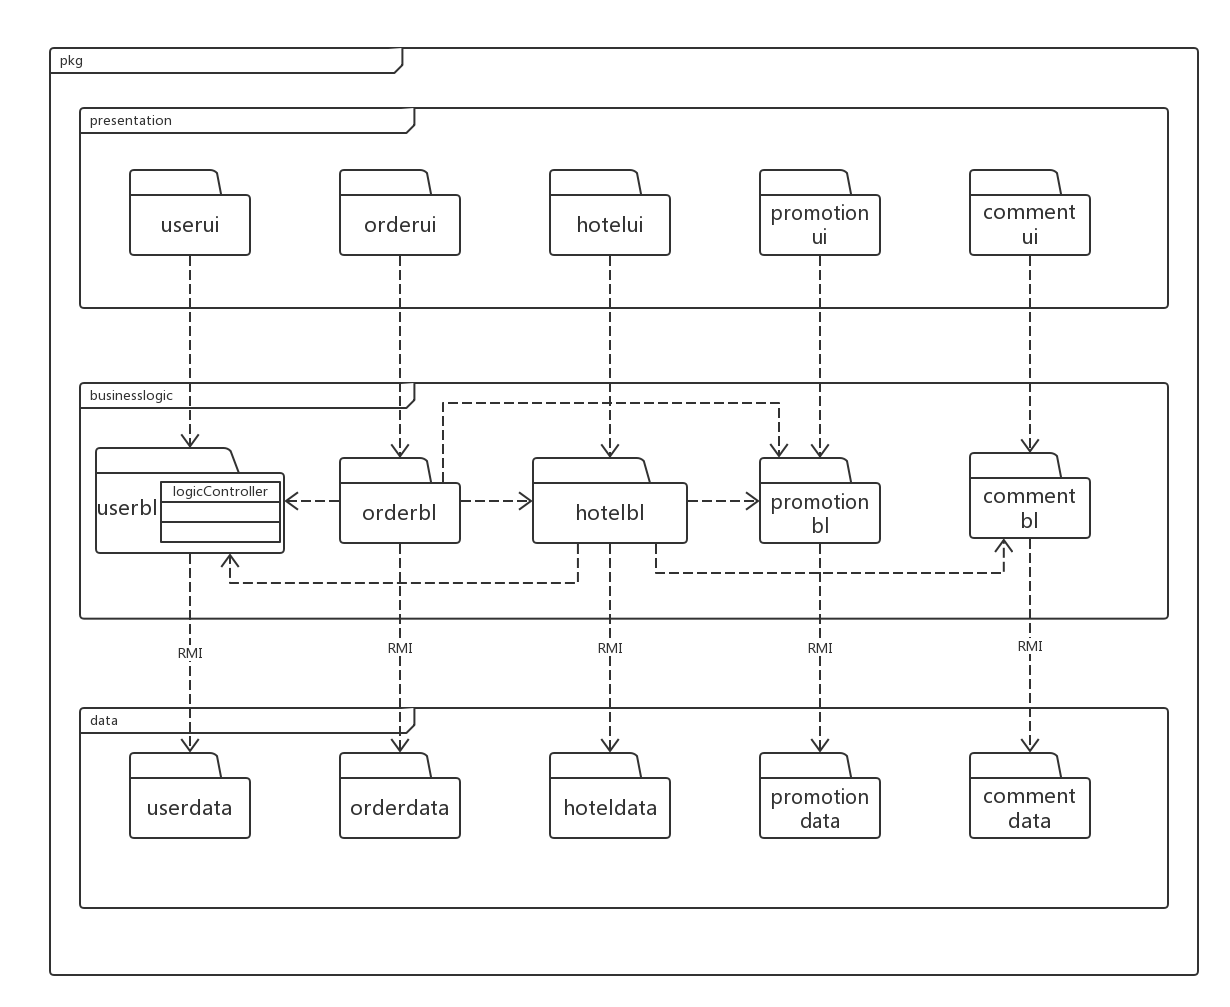 pkg
presentation
userui
orderui
hotelui
promotion
ui
comment
ui
businesslogic
userbl
logicController
orderbl
hotelbl
promotion
bl
comment
bl
RMI
RMI
RMI
RMI
RMI
data
userdata
orderdata
hoteldata
promotion
data
comment
data